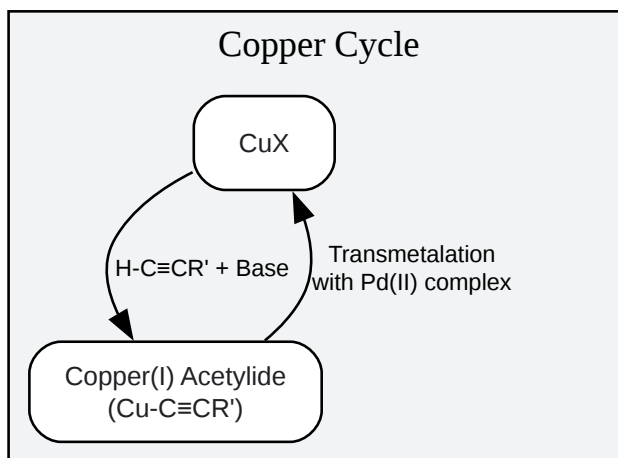 Copper Cycle
CuX
H-C≡CR' + Base
Transmetalation
with Pd(II) complex
Copper(I) Acetylide
(Cu-C≡CR')